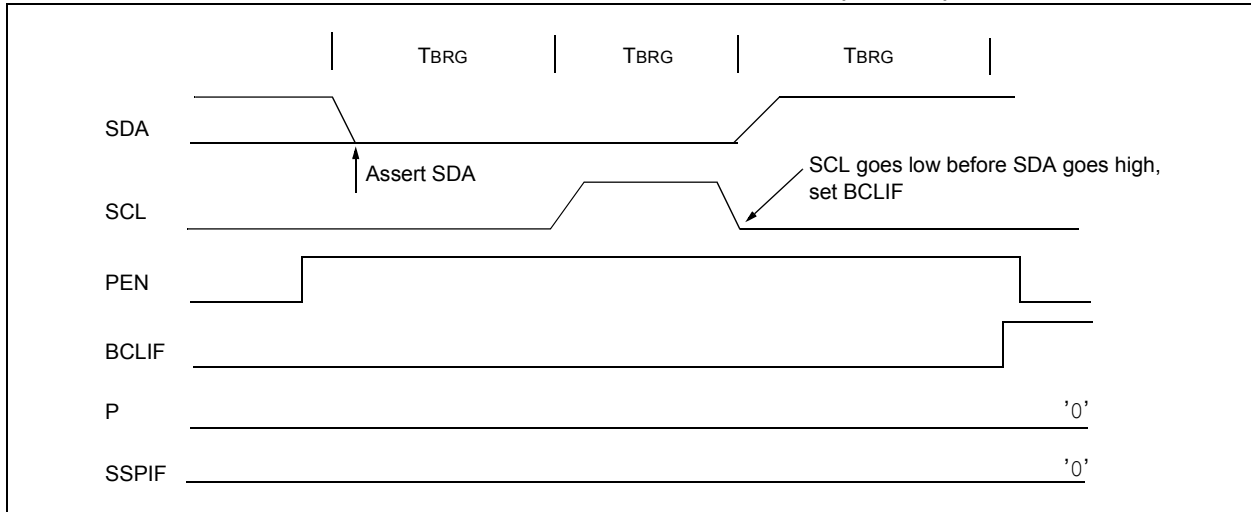 TBRG TBRG TBRG
SDA
Assert SDA
SCL goes low before SDA goes high,
set BCLIF
SCL
PEN
BCLIF
P
'0'
SSPIF
'0'